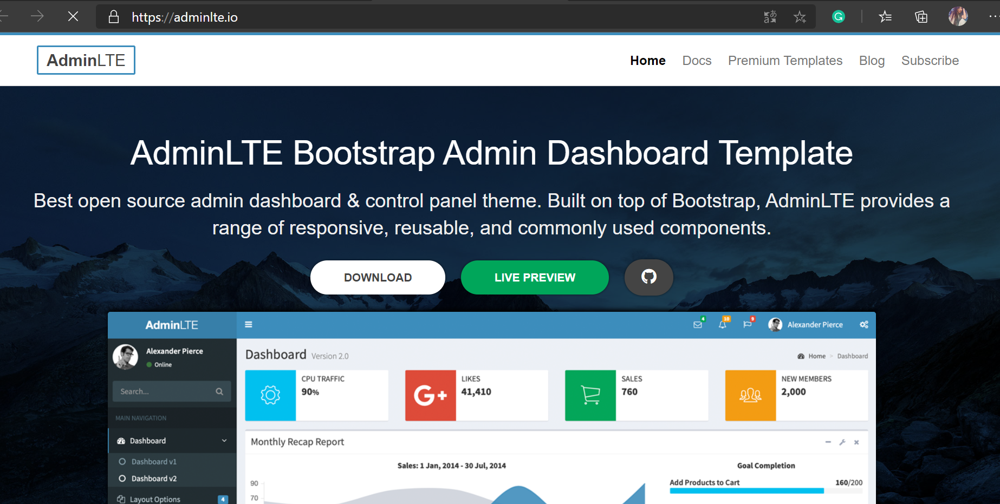 https://adminlte.io
AdminLTE
Home Docs Premium Templates Blog Subscribe
AdminLTE Bootstrap Admin Dashboard Template
Best open source admin dashboard & control panel theme. Built on top of Bootstrap, AdminLTE provides a
range of responsive, reusable, and commonly used components.
DOWNLOAD LIVE PREVIEW
AdminLTE 4 10 9 Alexander Pierce
Alexander Pierce
Online
Search...
MAIN NAVIGATION
Dashboard
Dashboard v1
Dashboard v2
Layout Options 4
Dashboard Version 2.0 Home > Dashboard
CPU TRAFFIC
90%
G+
LIKES
41,410
SALES
760
NEW MEMBERS
2,000
Monthly Recap Report
Sales: 1 Jan, 2014 - 30 Jul, 2014
90
70
Goal Completion
Add Products to Cart 160/200